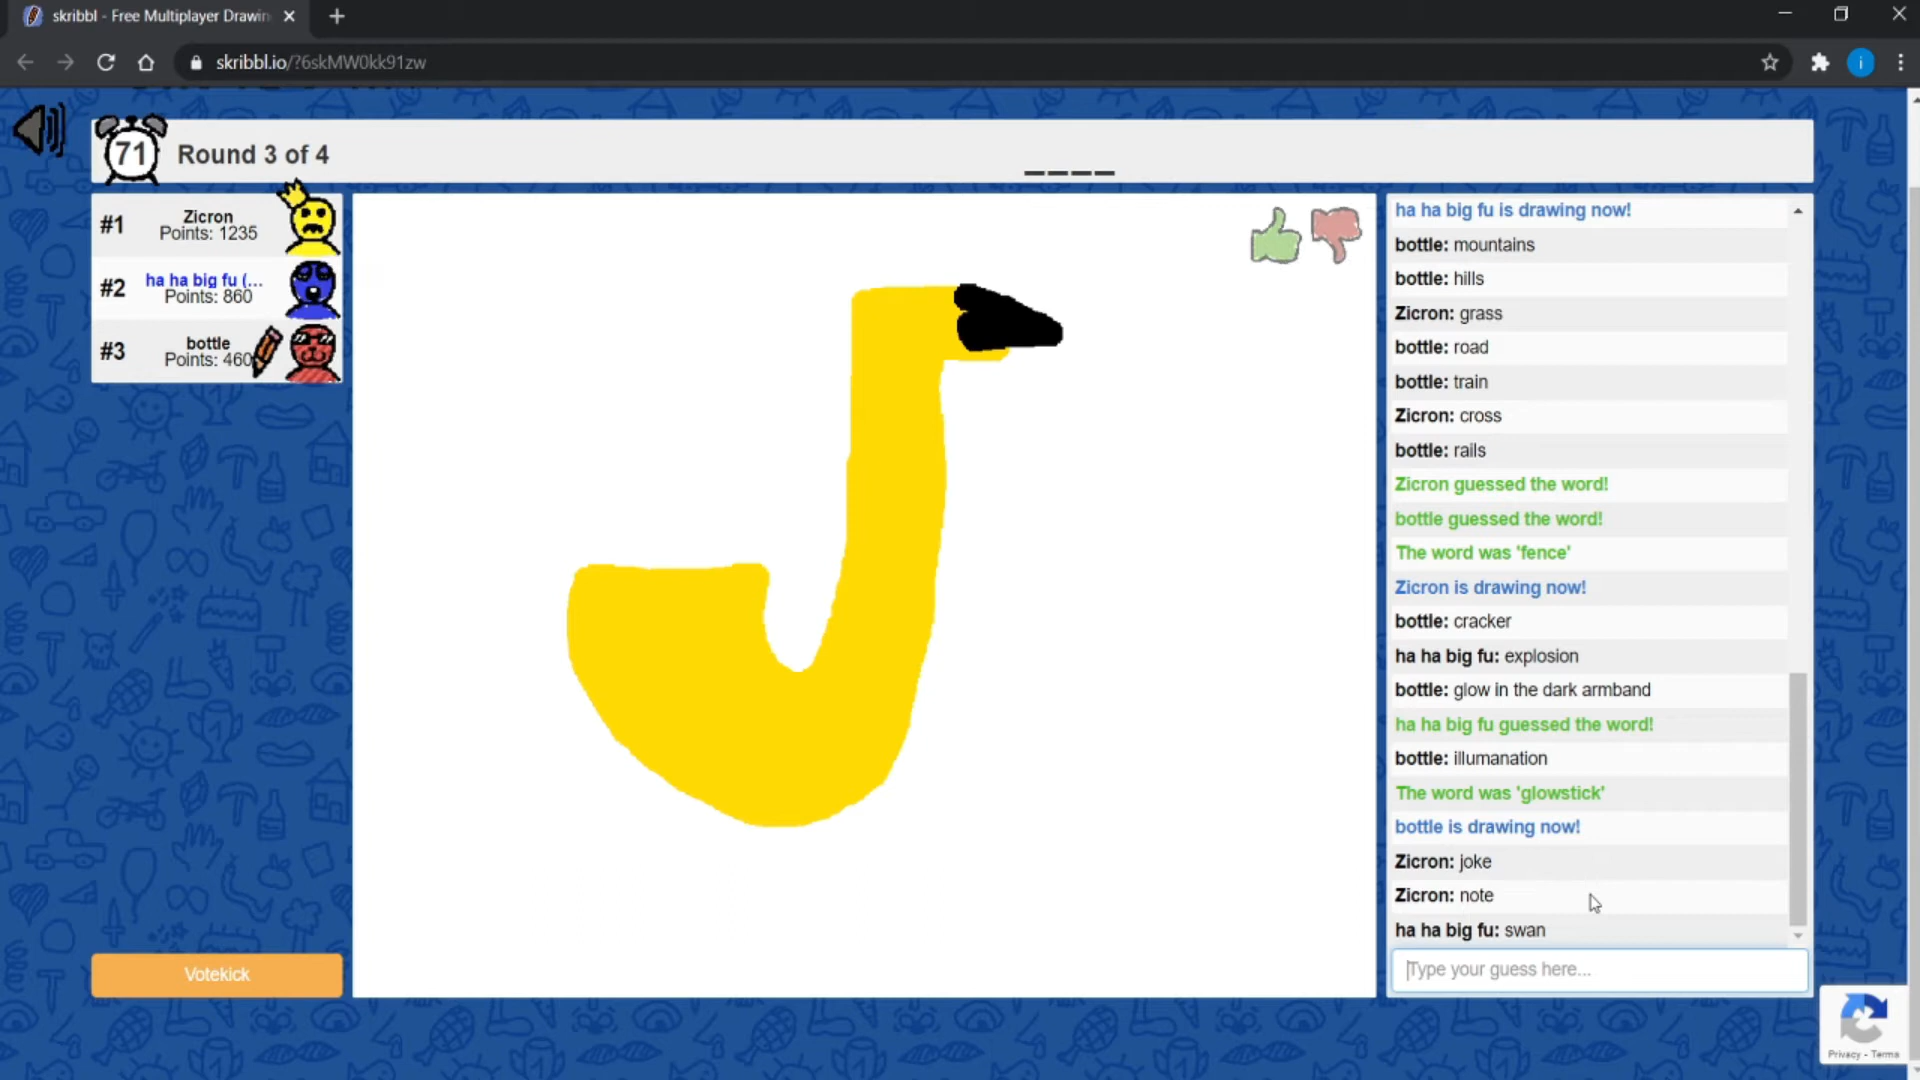 skribbl - Free Multiplayer Drawin
skribbl.io/?6skMW0kk91zw
i
71
Round 3 of 4
____
#1
Zicron
Points: 1235
#2
ha ha big fu (...
Points: 860
#3
bottle
Points: 460
Votekick
ha ha big fu is drawing now!
bottle: mountains
bottle: hills
Zicron: grass
bottle: road
bottle: train
Zicron: cross
bottle: rails
Zicron guessed the word!
bottle guessed the word!
The word was 'fence'
Zicron is drawing now!
bottle: cracker
ha ha big fu: explosion
bottle: glow in the dark armband
ha ha big fu guessed the word!
bottle: illumanation
The word was 'glowstick'
bottle is drawing now!
Zicron: joke
Zicron: note
ha ha big fu: swan
Type your guess here...
Privacy - Terms